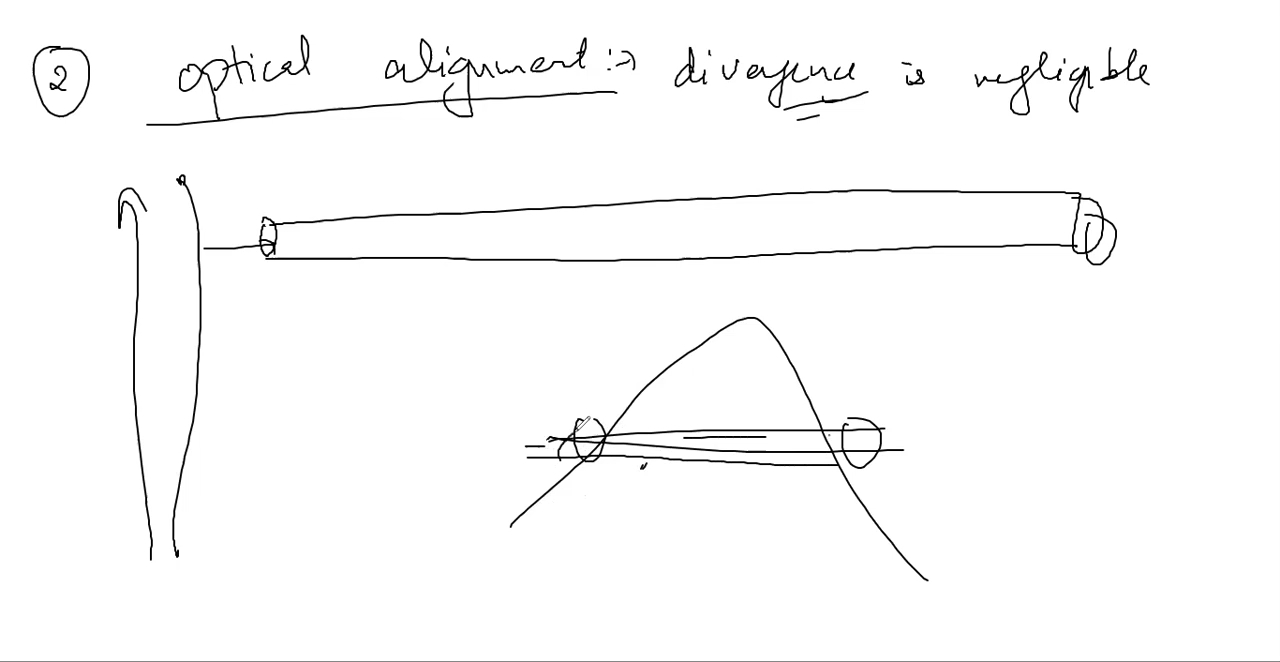 ② optical alignment :→ divergence is negligible